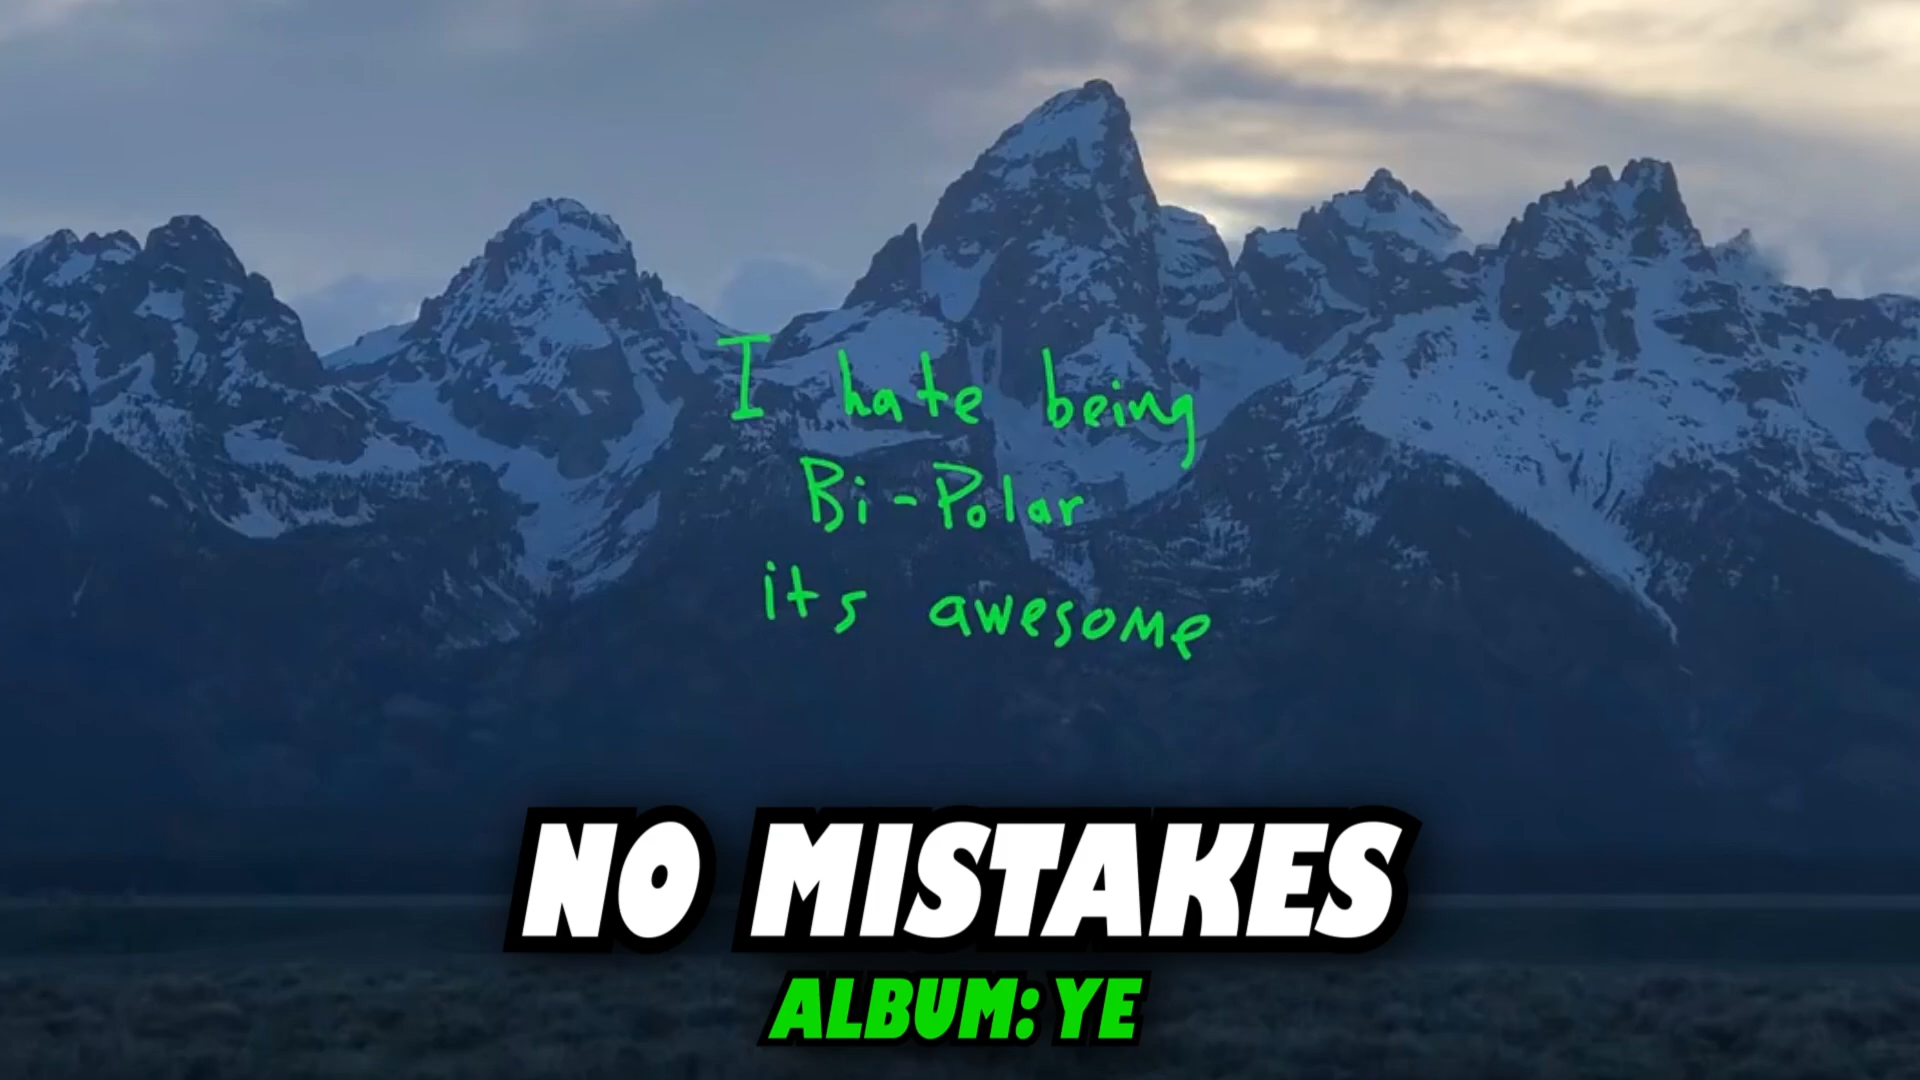 I hate being
Bi-Polar
its awesome
NO MISTAKES
ALBUM: YE